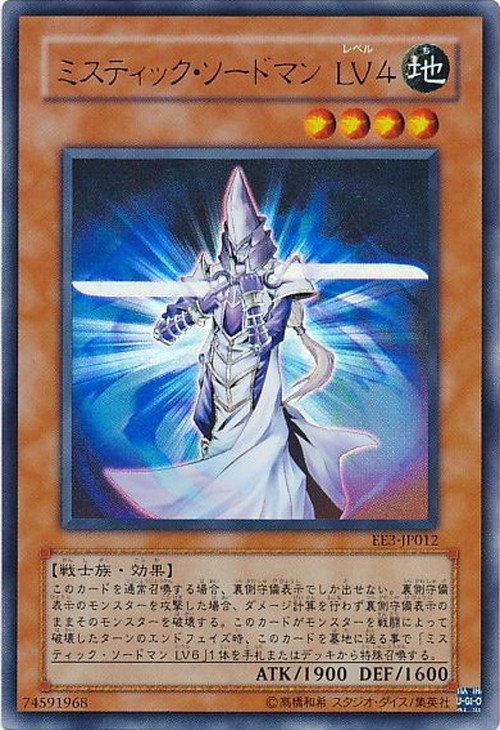 ミスティック・ソードマン LV4
レベル
地
ち
EE3-JP012
【戦士族・効果】
このカードを通常召喚する場合、裏側守備表示でしか出せない。裏側守備
表示のモンスターを攻撃した場合、ダメージ計算を行わず裏側守備表示の
ままそのモンスターを破壊する。このカードがモンスターを戦闘によって
破壊したターンのエンドフェイズ時、このカードを墓地に送る事で「ミス
ティック・ソードマン LV6」1体を手札またはデッキから特殊召喚する。
ATK/1900 DEF/1600
74591968
©高橋和希 スタジオ・ダイス/集英社